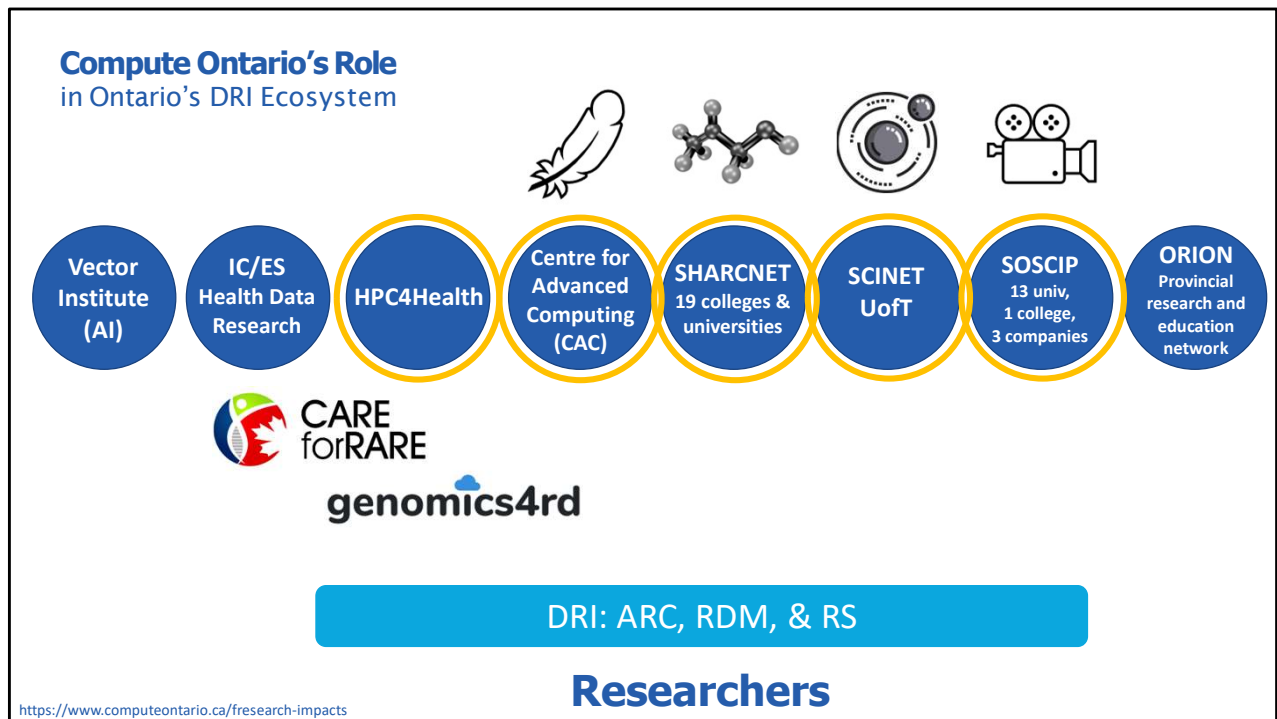 Compute Ontario's Role
in Ontario's DRI Ecosystem
Vector
Institute
(AI)
IC/ES
Health Data
Research
HPC4Health
Centre for
Advanced
Computing
(CAC)
SHARCNET
19 colleges &
universities
SCINET
UofT
SOSCIP
13 univ,
1 college,
3 companies
ORION
Provincial
research and
education
network
CARE
forRARE
genomics4rd
DRI: ARC, RDM, & RS
Researchers
https://www.computeontario.ca/fresearch-impacts